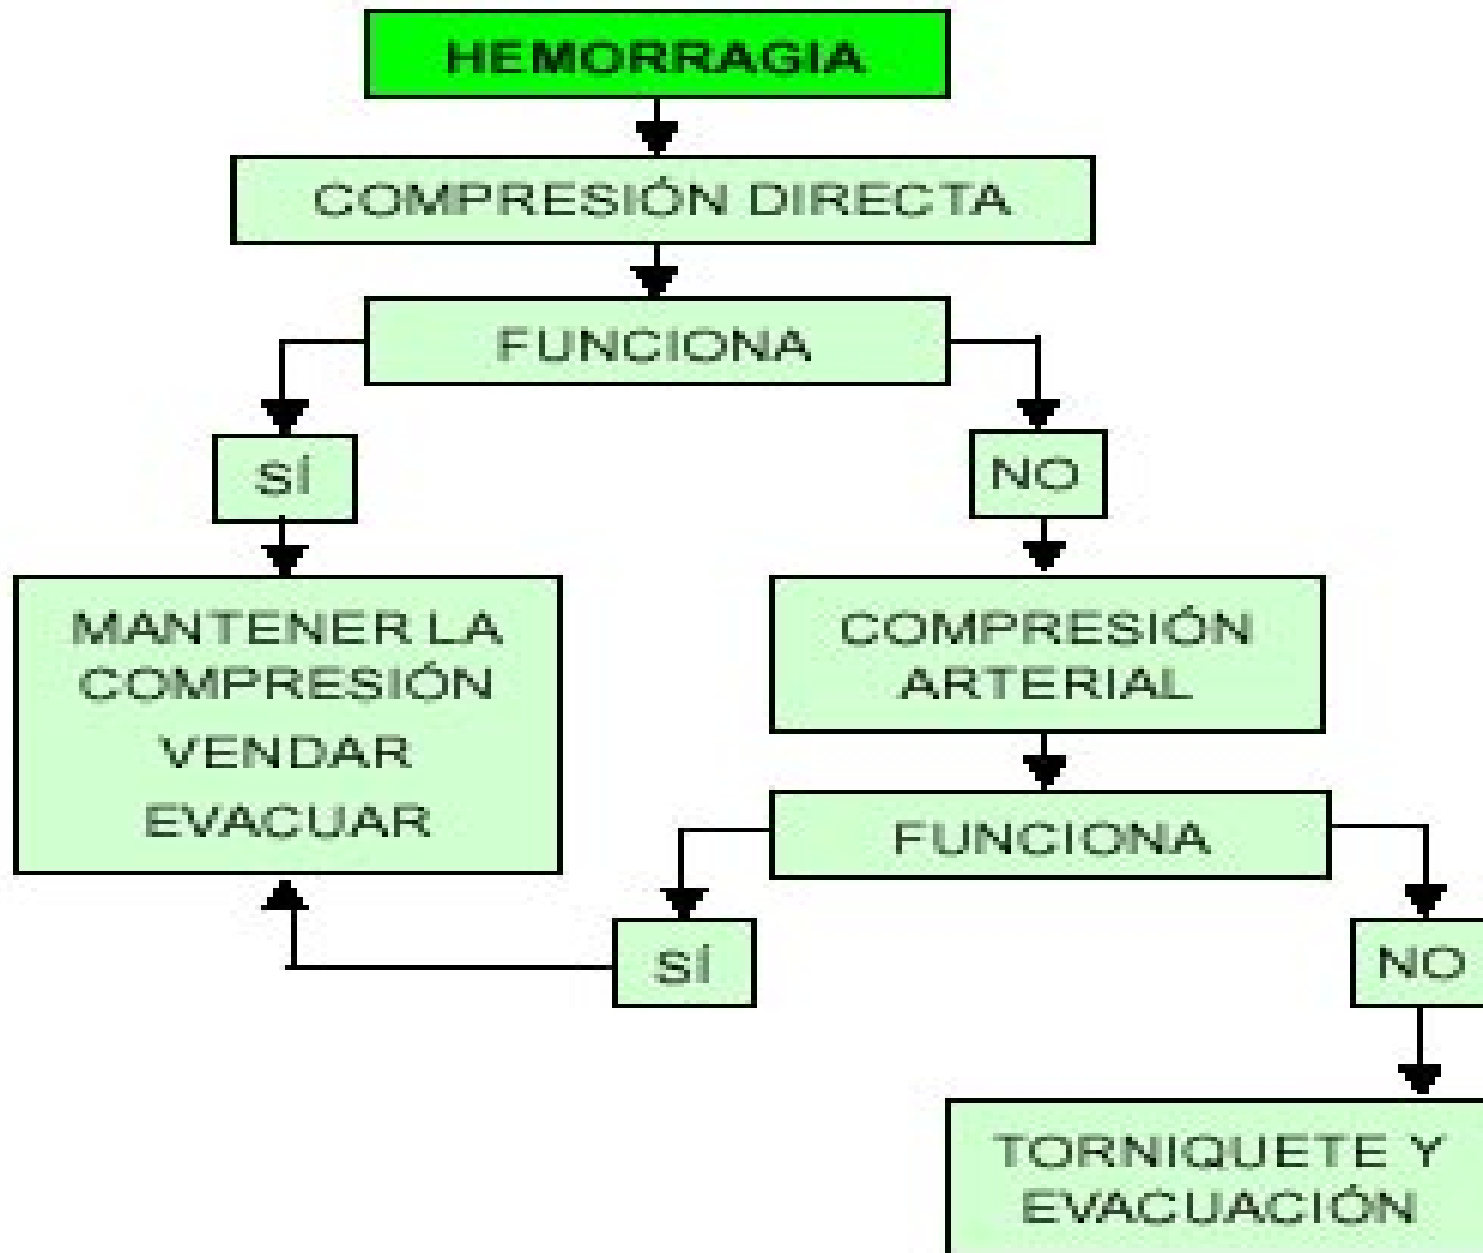 HEMORRAGIA
COMPRESIÓN DIRECTA
FUNCIONA
SÍ
NO
MANTENER LA
COMPRESIÓN
VENDAR
EVACUAR
COMPRESIÓN
ARTERIAL
FUNCIONA
SÍ
NO
TORNIQUETE Y
EVACUACIÓN